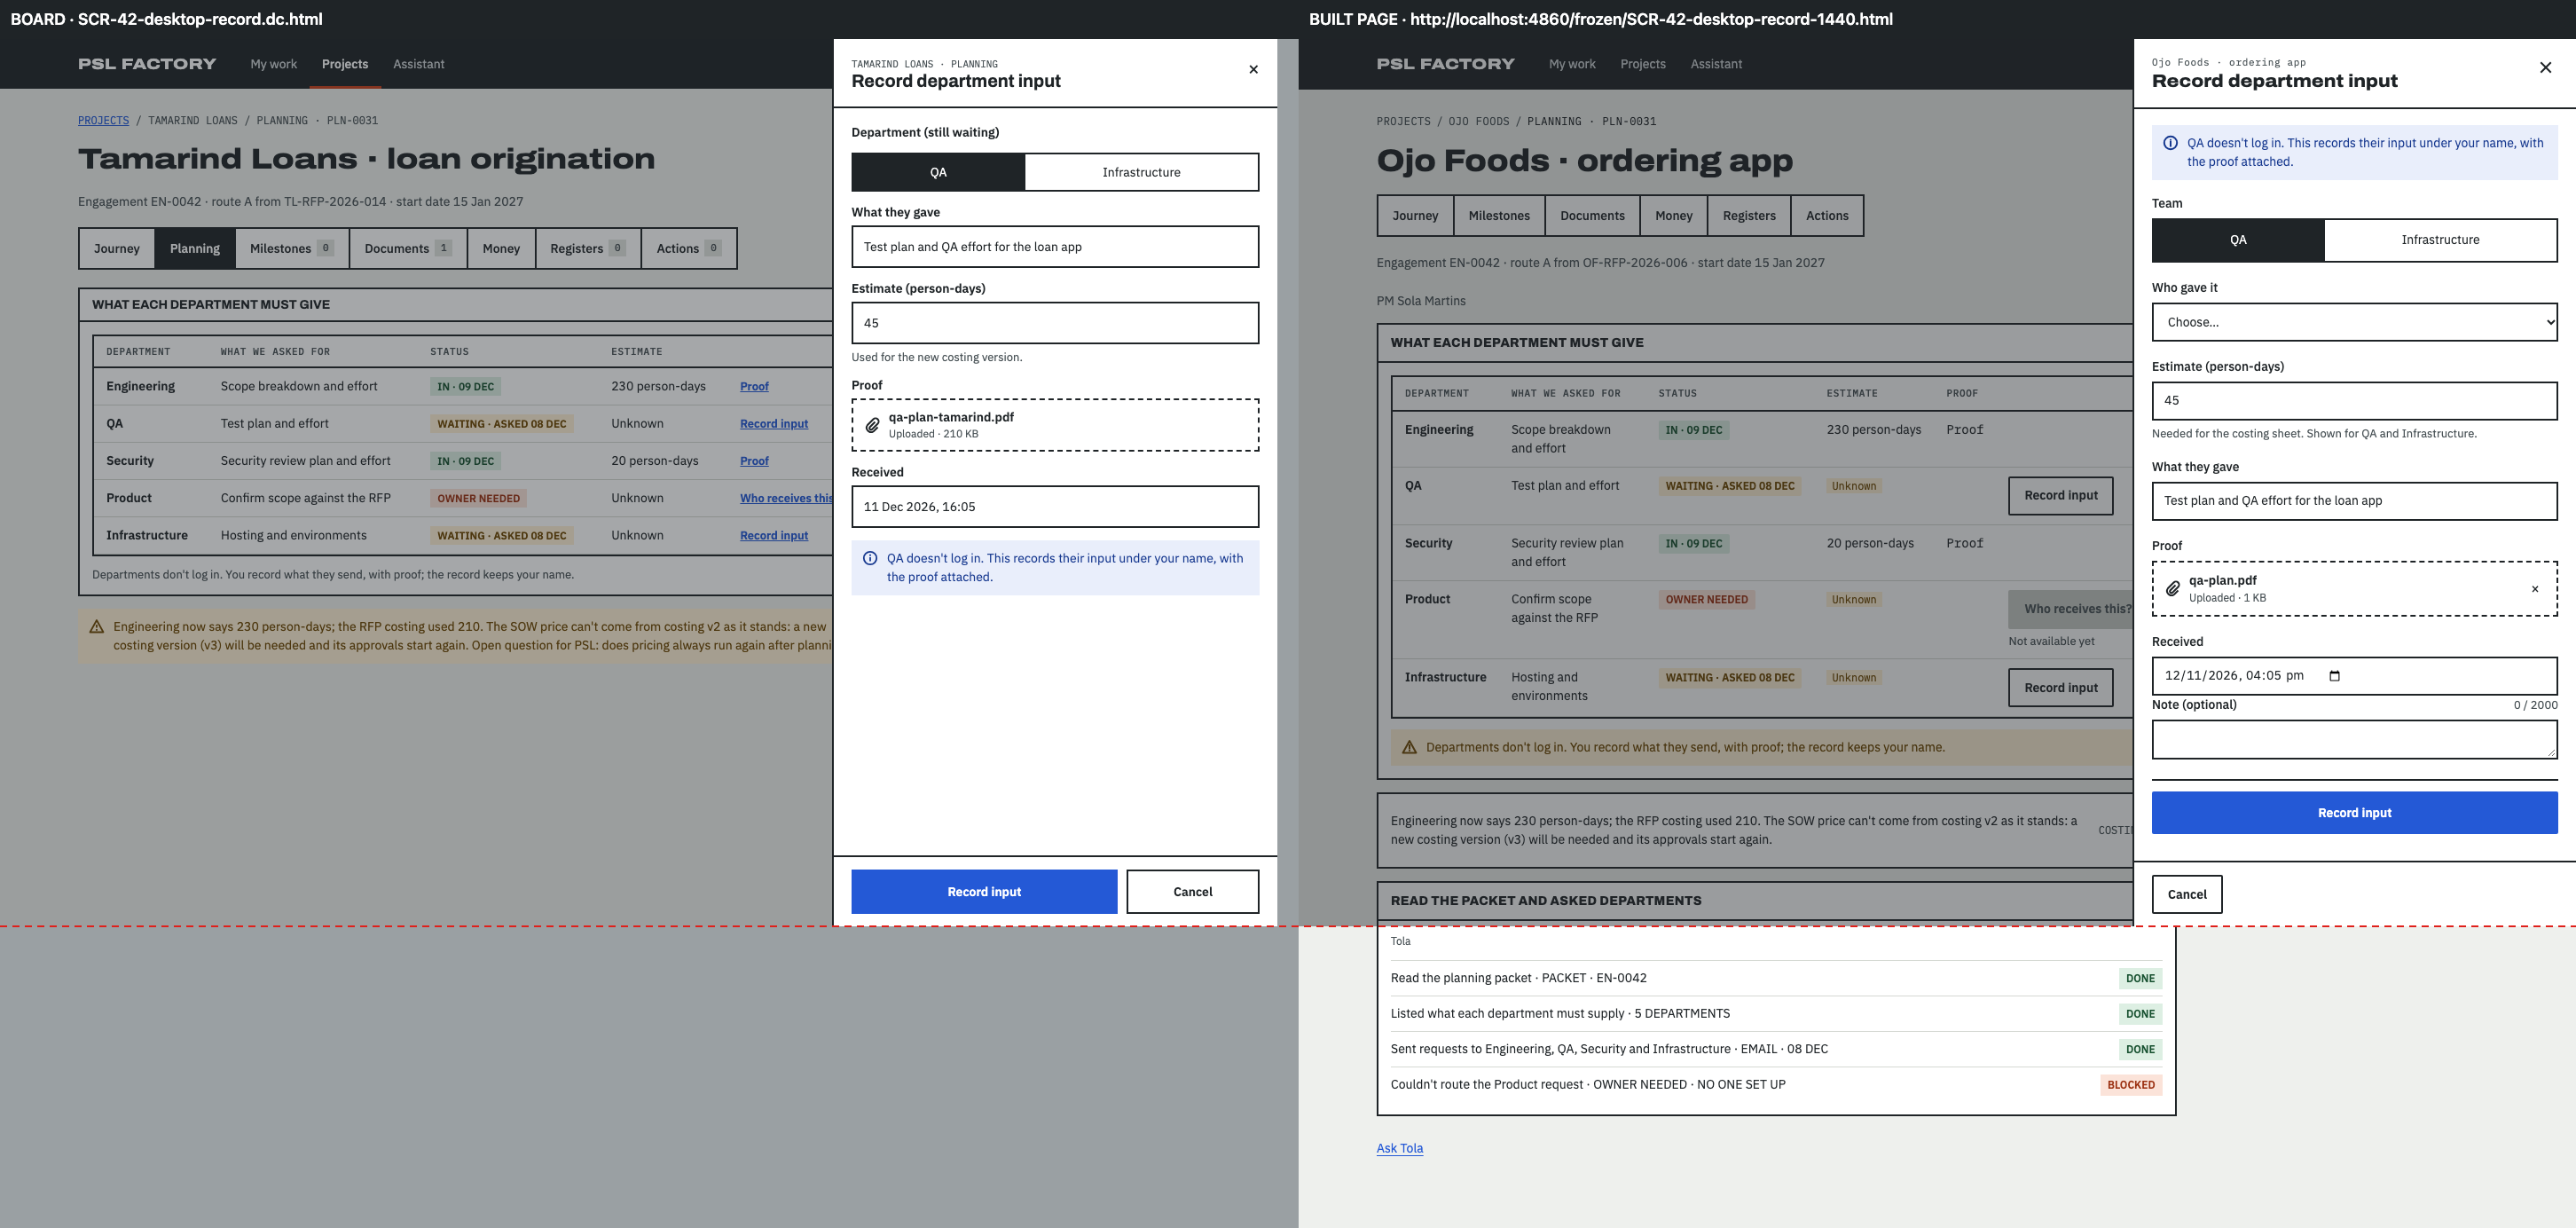 BOARD · SCR-42-desktop-record.dc.html
PSL FACTORY
My work
Projects
Assistant
PROJECTS / TAMARIND LOANS / PLANNING · PLN-0031
Tamarind Loans · loan origination
Engagement EN-0042 · route A from TL-RFP-2026-014 · start date 15 Jan 2027
Journey
Planning
Milestones 0
Documents 1
Money
Registers 0
Actions 0
WHAT EACH DEPARTMENT MUST GIVE
DEPARTMENT WHAT WE ASKED FOR STATUS ESTIMATE
Engineering Scope breakdown and effort IN · 09 DEC 230 person-days Proof
QA Test plan and effort WAITING · ASKED 08 DEC Unknown Record input
Security Security review plan and effort IN · 09 DEC 20 person-days Proof
Product Confirm scope against the RFP OWNER NEEDED Unknown Who receives this
Infrastructure Hosting and environments WAITING · ASKED 08 DEC Unknown Record input
Departments don't log in. You record what they send, with proof; the record keeps your name.
Engineering now says 230 person-days; the RFP costing used 210. The SOW price can't come from costing v2 as it stands: a new
costing version (v3) will be needed and its approvals start again. Open question for PSL: does pricing always run again after planni
TAMARIND LOANS · PLANNING
Record department input
×
Department (still waiting)
QA
Infrastructure
What they gave
Test plan and QA effort for the loan app
Estimate (person-days)
45
Used for the new costing version.
Proof
qa-plan-tamarind.pdf
Uploaded · 210 KB
Received
11 Dec 2026, 16:05
QA doesn't log in. This records their input under your name, with
the proof attached.
Record input
Cancel
BUILT PAGE · http://localhost:4860/frozen/SCR-42-desktop-record-1440.html
PSL FACTORY
My work
Projects
Assistant
PROJECTS / OJO FOODS / PLANNING · PLN-0031
Ojo Foods · ordering app
Journey
Milestones
Documents
Money
Registers
Actions
Engagement EN-0042 · route A from OF-RFP-2026-006 · start date 15 Jan 2027
PM Sola Martins
WHAT EACH DEPARTMENT MUST GIVE
DEPARTMENT WHAT WE ASKED FOR STATUS ESTIMATE PROOF
Engineering Scope breakdown IN · 09 DEC 230 person-days Proof
and effort
QA Test plan and effort WAITING · ASKED 08 DEC Unknown Record input
Security Security review plan IN · 09 DEC 20 person-days Proof
and effort
Product Confirm scope OWNER NEEDED Unknown Who receives this?
against the RFP
Not available yet
Infrastructure Hosting and WAITING · ASKED 08 DEC Unknown Record input
environments
Departments don't log in. You record what they send, with proof; the record keeps your name.
Engineering now says 230 person-days; the RFP costing used 210. The SOW price can't come from costing v2 as it stands: a
new costing version (v3) will be needed and its approvals start again.
READ THE PACKET AND ASKED DEPARTMENTS
Tola
Read the planning packet · PACKET · EN-0042 DONE
Listed what each department must supply · 5 DEPARTMENTS DONE
Sent requests to Engineering, QA, Security and Infrastructure · EMAIL · 08 DEC DONE
Couldn't route the Product request · OWNER NEEDED · NO ONE SET UP BLOCKED
Ask Tola
Ojo Foods · ordering app
Record department input
×
QA doesn't log in. This records their input under your name, with
the proof attached.
Team
QA
Infrastructure
Who gave it
Choose...
Estimate (person-days)
45
Needed for the costing sheet. Shown for QA and Infrastructure.
What they gave
Test plan and QA effort for the loan app
Proof
qa-plan.pdf
Uploaded · 1 KB
×
Received
12/11/2026, 04:05 pm
Note (optional) 0 / 2000
Record input
Cancel